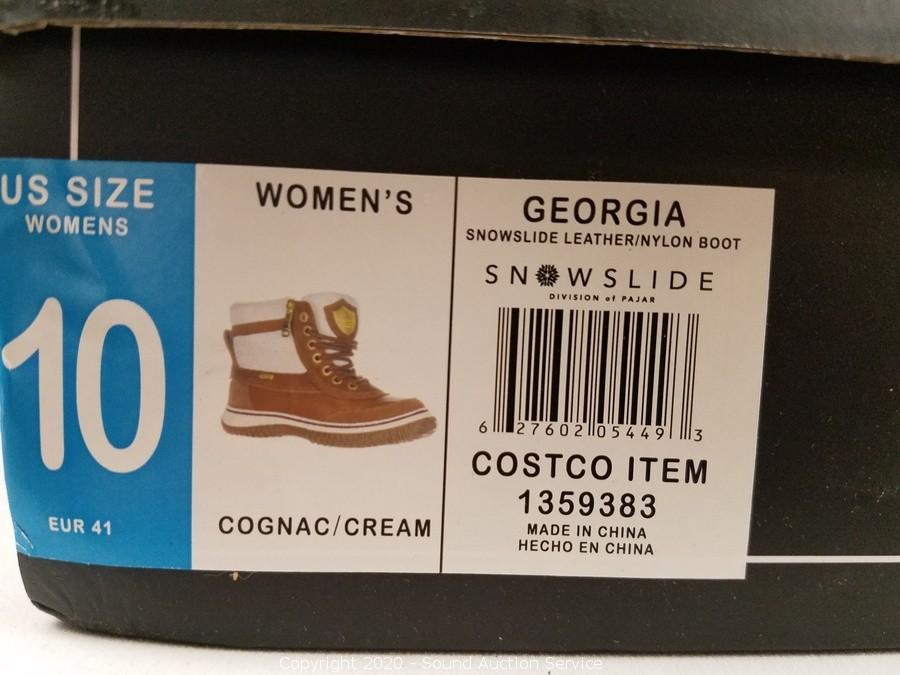 US SIZE
WOMENS
10
EUR 41
WOMEN'S
COGNAC/CREAM
GEORGIA
SNOWSLIDE LEATHER/NYLON BOOT
SNOWSLIDE
DIVISION of PAJAR
6 27602 05449 3
COSTCO ITEM
1359383
MADE IN CHINA
HECHO EN CHINA
Copyright 2020 - Sound Auction Service